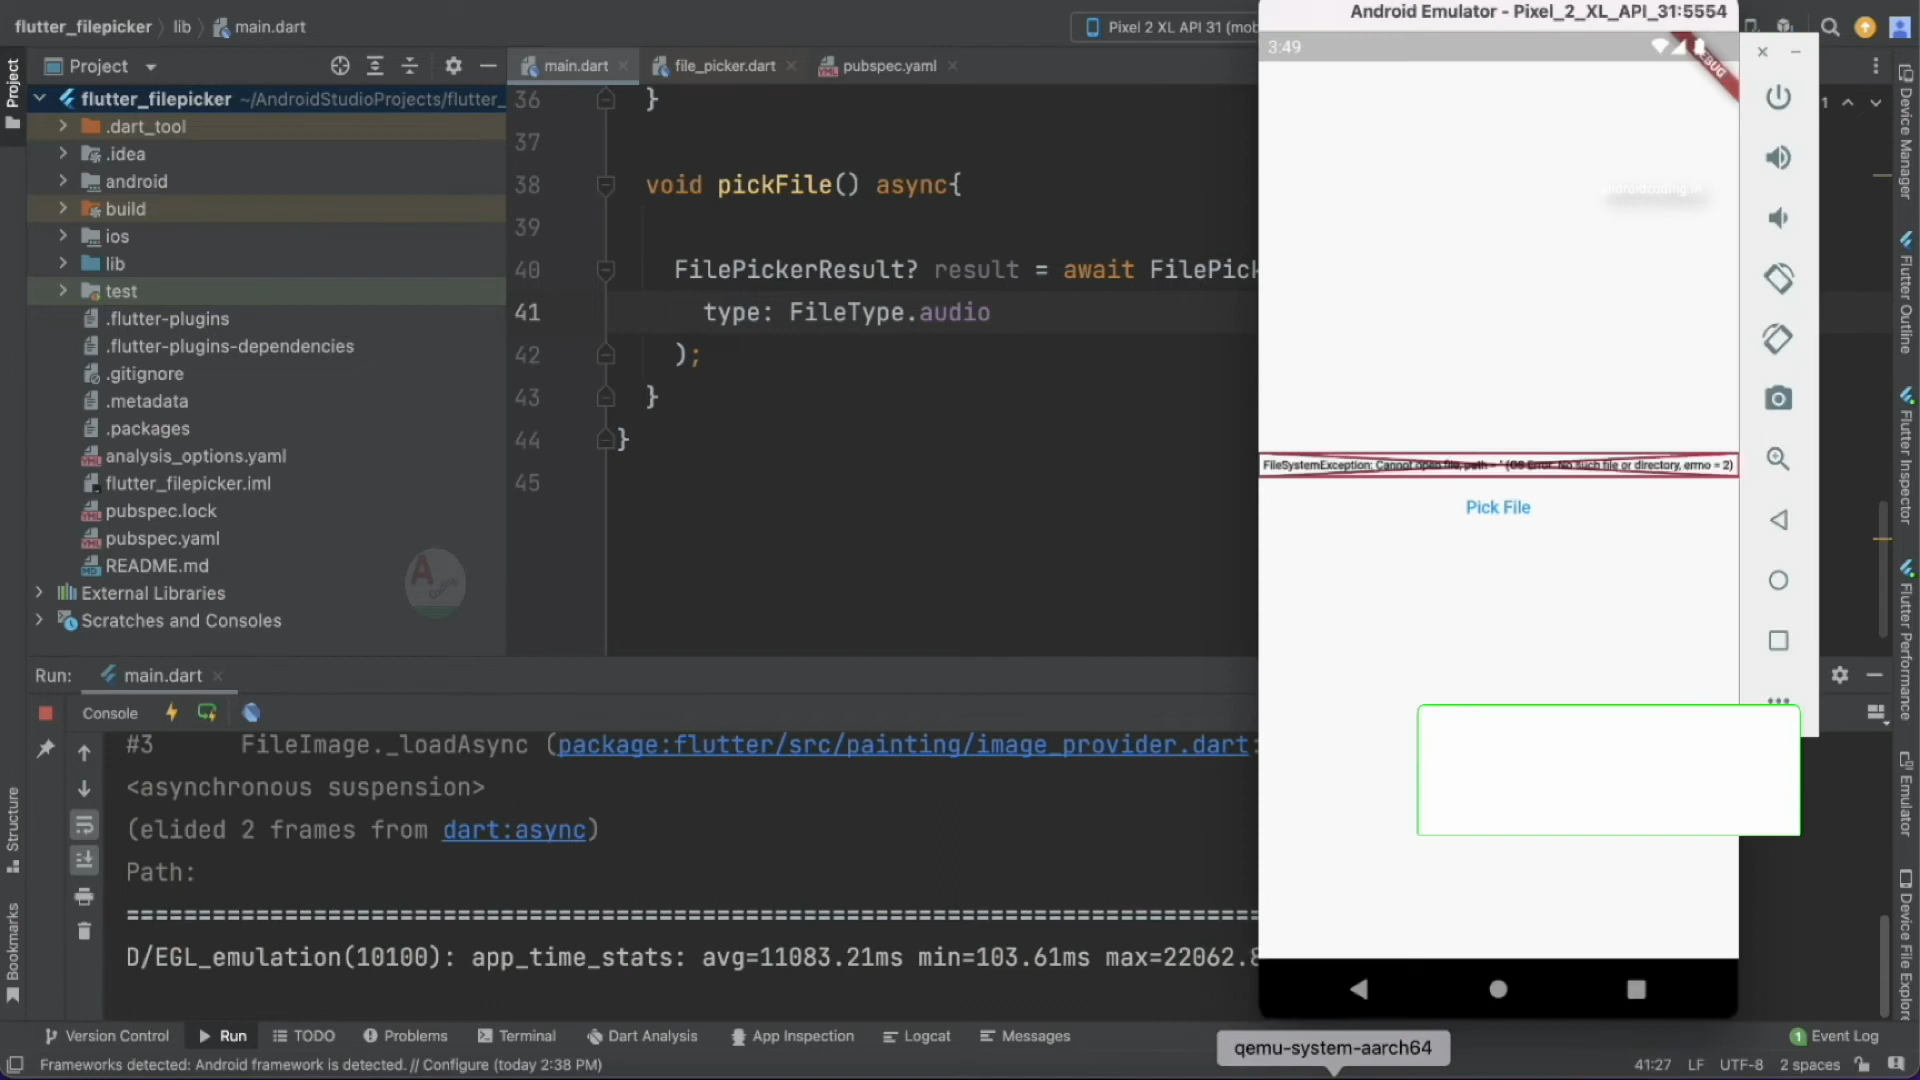 flutter_filepicker
lib
main.dart
Pixel 2 XL API 31 (mob
Android Emulator - Pixel_2_XL_API_31:5554
Project
Project
main.dart
file_picker.dart
pubspec.yaml
3:49
flutter_filepicker ~/AndroidStudioProjects/flutter_
.dart_tool
.idea
android
build
ios
lib
test
.flutter-plugins
.flutter-plugins-dependencies
.gitignore
.metadata
.packages
analysis_options.yaml
flutter_filepicker.iml
pubspec.lock
pubspec.yaml
README.md
External Libraries
Scratches and Consoles
36 }
37
38 void pickFile() async{
39
40 FilePickerResult? result = await FilePick
41 type: FileType.audio
42 );
43 }
44 }
45
1
androidcoding.in
FileSystemException: Cannot open file, path = '' (OS Error: No such file or directory, errno = 2)
Pick File
Device Manager
Flutter Outline
Flutter Inspector
Flutter Performance
Emulator
Device File Explor
Structure
Bookmarks
Run:
main.dart
Console
#3 FileImage._loadAsync (package:flutter/src/painting/image_provider.dart:
<asynchronous suspension>
(elided 2 frames from dart:async)
Path:
================================================================================
D/EGL_emulation(10100): app_time_stats: avg=11083.21ms min=103.61ms max=22062.8
Version Control
Run
TODO
Problems
Terminal
Dart Analysis
App Inspection
Logcat
Messages
qemu-system-aarch64
1 Event Log
Frameworks detected: Android framework is detected. // Configure (today 2:38 PM)
41:27 LF UTF-8 2 spaces